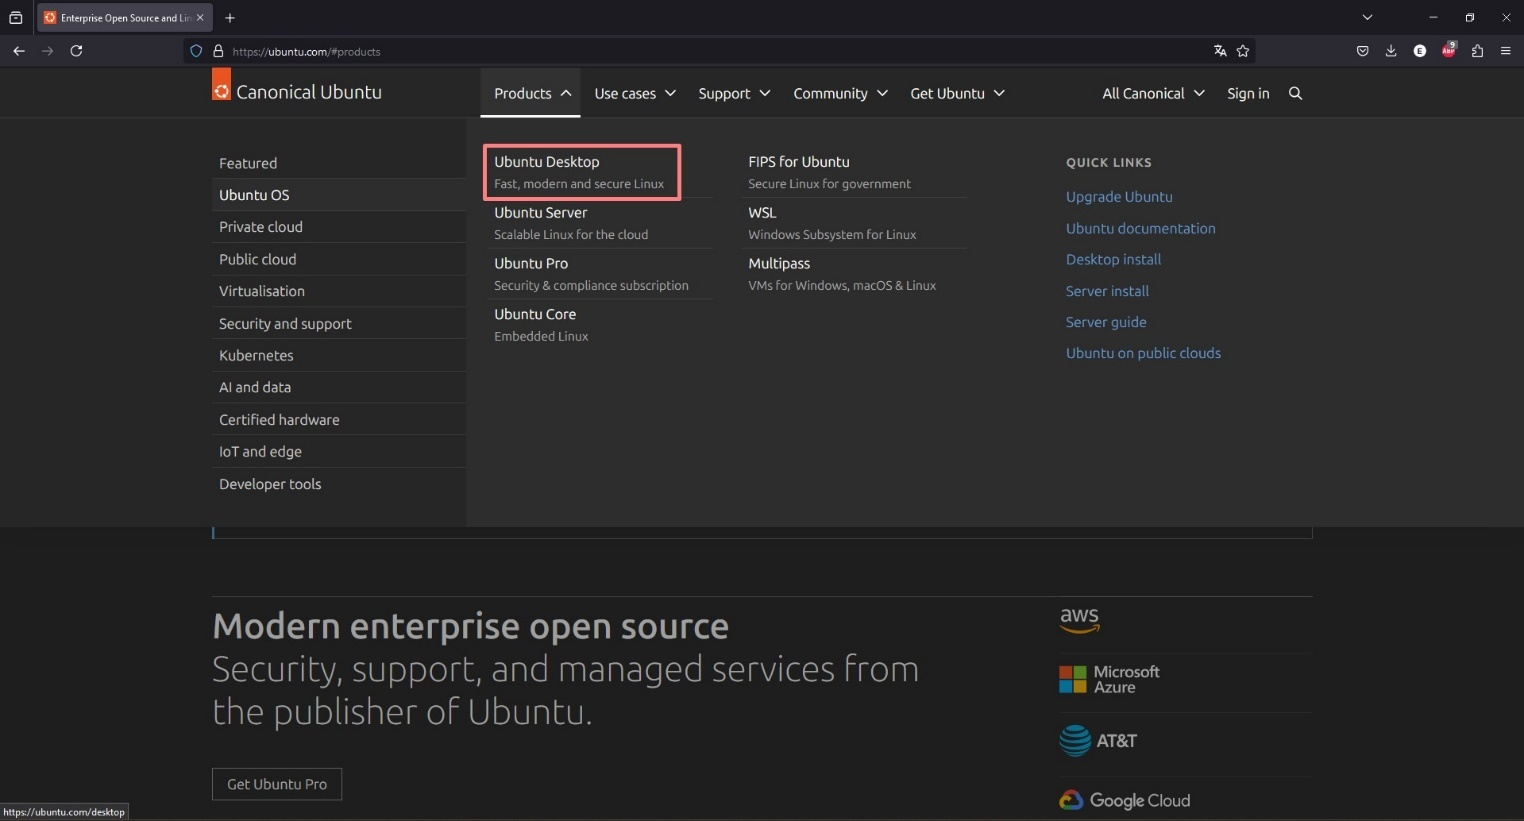 Enterprise Open Source and Lin
https://ubuntu.com/#products
9
ABP
E
Canonical Ubuntu
Products
Use cases
Support
Community
Get Ubuntu
All Canonical
Sign in
Featured
Ubuntu OS
Private cloud
Public cloud
Virtualisation
Security and support
Kubernetes
AI and data
Certified hardware
IoT and edge
Developer tools
Ubuntu Desktop
Fast, modern and secure Linux
Ubuntu Server
Scalable Linux for the cloud
Ubuntu Pro
Security & compliance subscription
Ubuntu Core
Embedded Linux
FIPS for Ubuntu
Secure Linux for government
WSL
Windows Subsystem for Linux
Multipass
VMs for Windows, macOS & Linux
QUICK LINKS
Upgrade Ubuntu
Ubuntu documentation
Desktop install
Server install
Server guide
Ubuntu on public clouds
Modern enterprise open source
Security, support, and managed services from
the publisher of Ubuntu.
Get Ubuntu Pro
aws
Microsoft
Azure
AT&T
Google Cloud
https://ubuntu.com/desktop